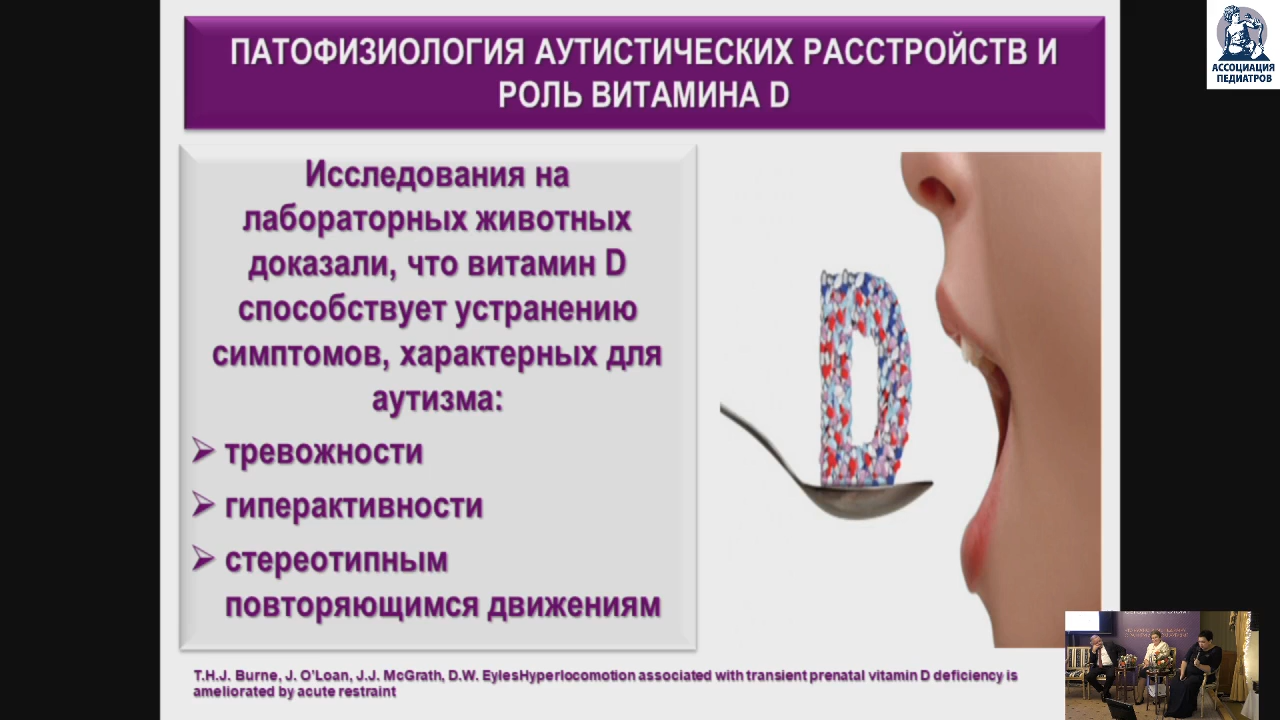 ПАТОФИЗИОЛОГИЯ АУТИСТИЧЕСКИХ РАССТРОЙСТВ И
РОЛЬ ВИТАМИНА D
АССОЦИАЦИЯ
ПЕДИАТРОВ
Исследования на
лабораторных животных
доказали, что витамин D
способствует устранению
симптомов, характерных для
аутизма:
тревожности
гиперактивности
стереотипным
повторяющимся движениям
T.H.J. Burne, J. O'Loan, J.J. McGrath, D.W. EylesHyperlocomotion associated with transient prenatal vitamin D deficiency is
ameliorated by acute restraint